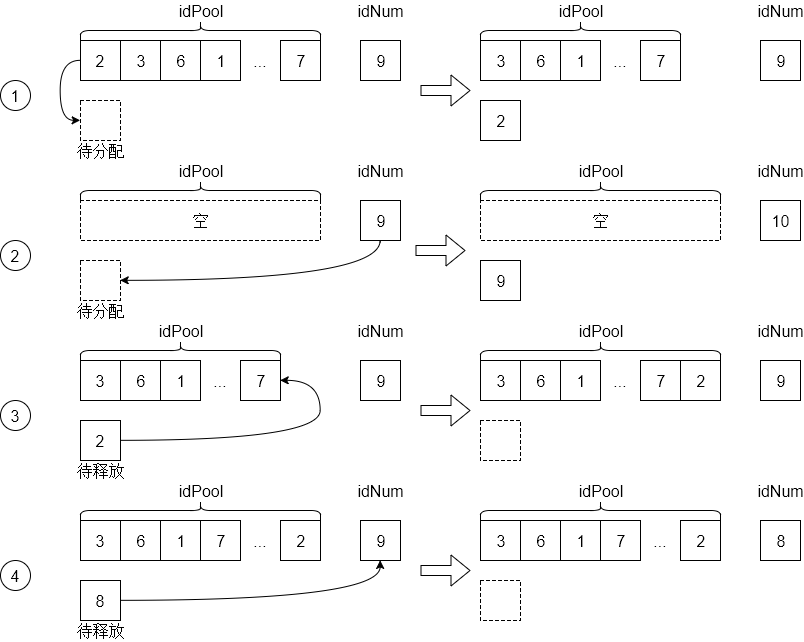 idPool idNum idPool idNum
① 2 3 6 1 ... 7 9 3 6 1 ... 7 9
2
待分配
idPool idNum idPool idNum
② 空 9 空 10
9
待分配
idPool idNum idPool idNum
③ 3 6 1 ... 7 9 3 6 1 ... 7 2 9
2
待释放
idPool idNum idPool idNum
④ 3 6 1 7 ... 2 9 3 6 1 7 ... 2 8
8
待释放